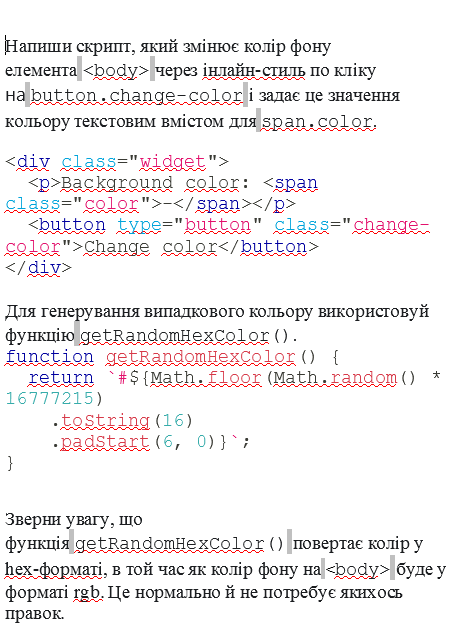 Напиши скрипт, який змінює колір фону
елемента <body> через інлайн-стиль по кліку
на button.change-color і задає це значення
кольору текстовим вмістом для span.color.
<div class="widget">
<p>Background color: <span
class="color">-</span></p>
<button type="button" class="change-
color">Change color</button>
</div>
Для генерування випадкового кольору використовуй
функцію getRandomHexColor().
function getRandomHexColor() {
return `#${Math.floor(Math.random() *
16777215)
.toString(16)
.padStart(6, 0)}`;
}
Зверни увагу, що
функція getRandomHexColor() повертає колір у
hex-форматі, в той час як колір фону на <body> буде у
форматі rgb. Це нормально й не потребує якихось
правок.